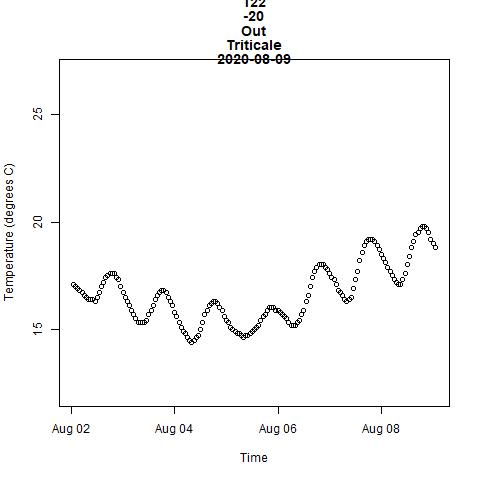 122
-20
Out
Triticale
2020-08-09
Temperature (degrees C)
25
20
15
Aug 02
Aug 04
Aug 06
Aug 08
Time